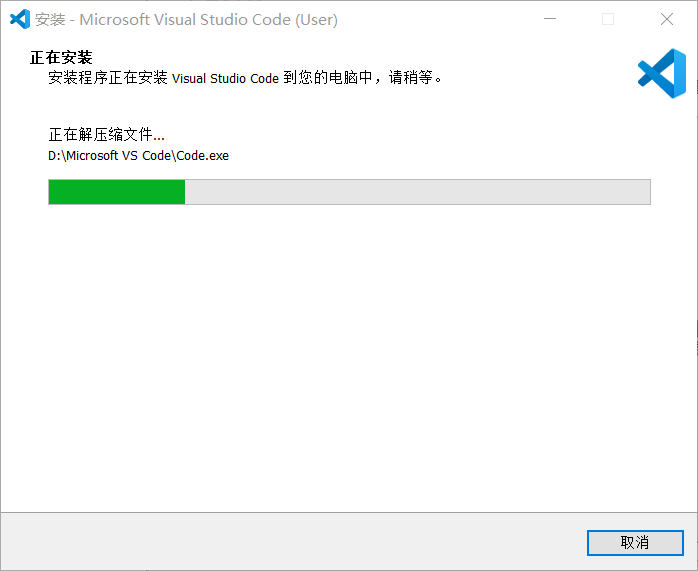 安装 - Microsoft Visual Studio Code (User)
正在安装
安装程序正在安装 Visual Studio Code 到您的电脑中，请稍等。
正在解压缩文件...
D:\Microsoft VS Code\Code.exe
取消